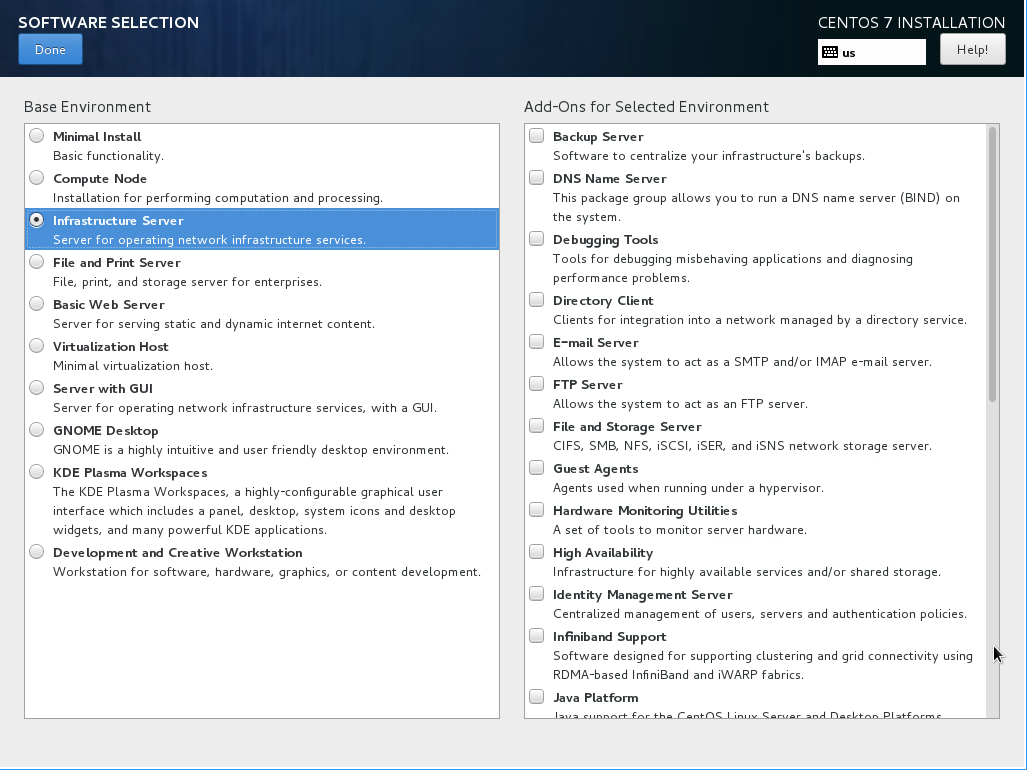 SOFTWARE SELECTION
CENTOS 7 INSTALLATION
Done
us
Help!
Base Environment
Minimal Install
Basic functionality.
Compute Node
Installation for performing computation and processing.
Infrastructure Server
Server for operating network infrastructure services.
File and Print Server
File, print, and storage server for enterprises.
Basic Web Server
Server for serving static and dynamic internet content.
Virtualization Host
Minimal virtualization host.
Server with GUI
Server for operating network infrastructure services, with a GUI.
GNOME Desktop
GNOME is a highly intuitive and user friendly desktop environment.
KDE Plasma Workspaces
The KDE Plasma Workspaces, a highly-configurable graphical user
interface which includes a panel, desktop, system icons and desktop
widgets, and many powerful KDE applications.
Development and Creative Workstation
Workstation for software, hardware, graphics, or content development.
Add-Ons for Selected Environment
Backup Server
Software to centralize your infrastructure's backups.
DNS Name Server
This package group allows you to run a DNS name server (BIND) on
the system.
Debugging Tools
Tools for debugging misbehaving applications and diagnosing
performance problems.
Directory Client
Clients for integration into a network managed by a directory service.
E-mail Server
Allows the system to act as a SMTP and/or IMAP e-mail server.
FTP Server
Allows the system to act as an FTP server.
File and Storage Server
CIFS, SMB, NFS, iSCSI, iSER, and iSNS network storage server.
Guest Agents
Agents used when running under a hypervisor.
Hardware Monitoring Utilities
A set of tools to monitor server hardware.
High Availability
Infrastructure for highly available services and/or shared storage.
Identity Management Server
Centralized management of users, servers and authentication policies.
Infiniband Support
Software designed for supporting clustering and grid connectivity using
RDMA-based InfiniBand and iWARP fabrics.
Java Platform
Java support for the CentOS Linux Server and Desktop Platforms.